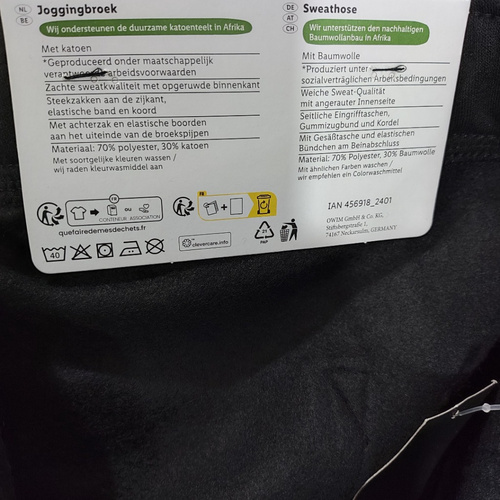 NL
BE
Joggingbroek
Wij ondersteunen de duurzame katoenteelt in Afrika
Met katoen
*Geproduceerd onder maatschappelijk
verantwoorde arbeidsvoorwaarden
Zachte sweatkwaliteit met opgeruwde binnenkant
Steekzakken aan de zijkant,
elastische band en koord
Met achterzak en elastische boorden
aan het uiteinde van de broekspijpen
Materiaal: 70% polyester, 30% katoen
Met soortgelijke kleuren wassen /
wij raden kleurwasmiddel aan
DE
AT
CH
Sweathose
Wir unterstützen den nachhaltigen
Baumwollanbau in Afrika
Mit Baumwolle
*Produziert unter
sozialverträglichen Arbeitsbedingungen
Weiche Sweat-Qualität
mit angerauter Innenseite
Seitliche Eingrifftaschen,
Gummizugbund und Kordel
Mit Gesäßtasche und elastischen
Bündchen am Beinabschluss
Material: 70% Polyester, 30% Baumwolle
Mit ähnlichen Farben waschen /
wir empfehlen ein Colorwaschmittel
FR
OU
CONTENEUR ASSOCIATION
quefairedemesdechets.fr
FR
+
40
clevercare.info
21
PAP
IAN 456918_2401
OWIM GmbH & Co. KG,
Stiftsbergstraße 1,
74167 Neckarsulm, GERMANY